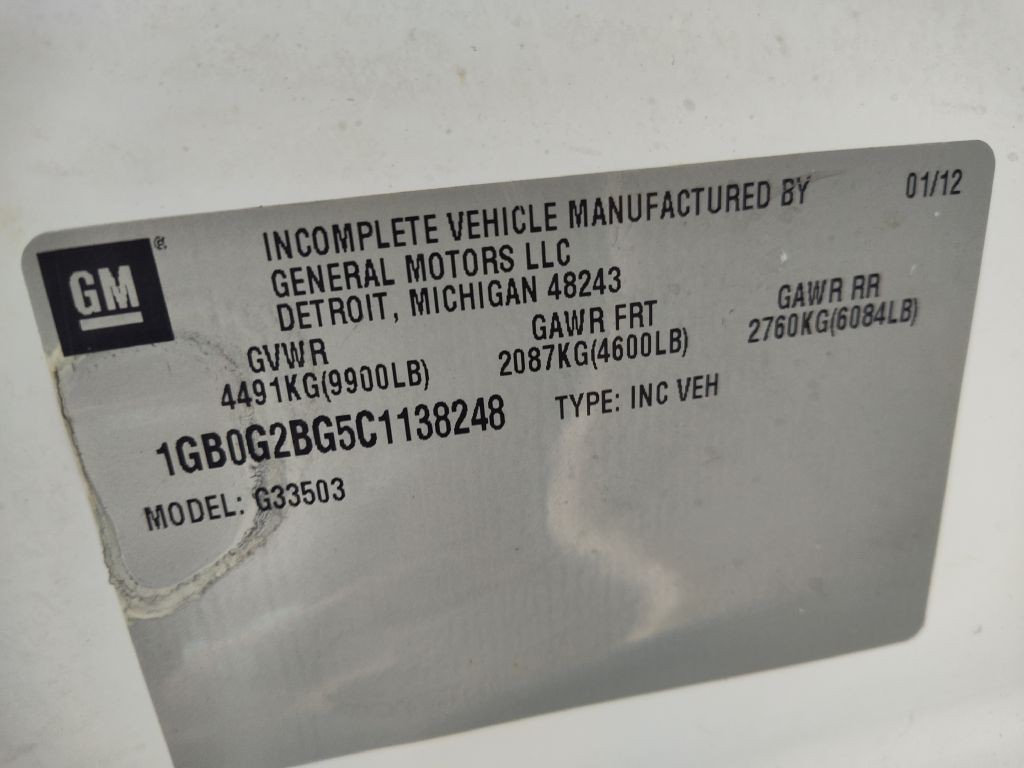 GM®
INCOMPLETE VEHICLE MANUFACTURED BY 01/12
GENERAL MOTORS LLC
DETROIT, MICHIGAN 48243
GVWR GAWR FRT GAWR RR
4491KG(9900LB) 2087KG(4600LB) 2760KG(6084LB)
1GB0G2BG5C1138248 TYPE: INC VEH
MODEL: G33503